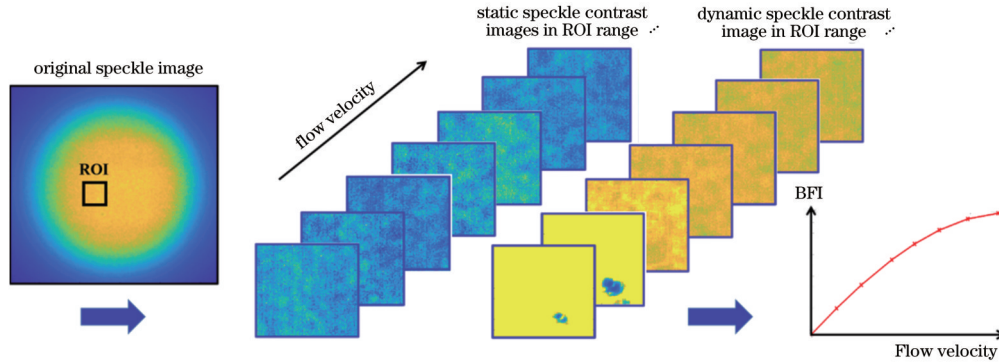 static speckle contrast
images in ROI range
dynamic speckle contrast
image in ROI range
original speckle image
flow velocity
ROI
BFI
Flow velocity